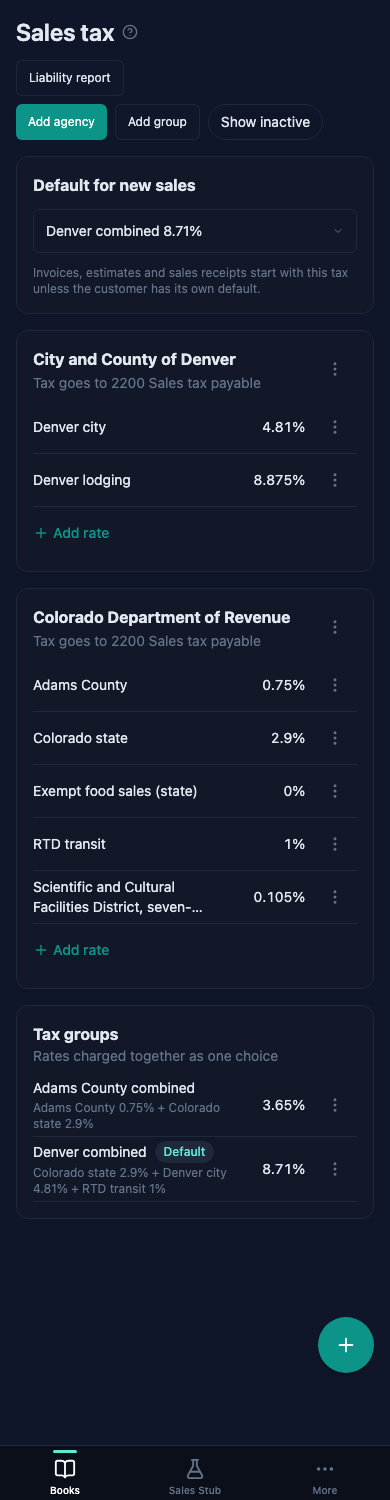 Sales tax
Liability report
Add agency
Add group
Show inactive
Default for new sales
Denver combined 8.71%
Invoices, estimates and sales receipts start with this tax
unless the customer has its own default.
City and County of Denver
Tax goes to 2200 Sales tax payable
Denver city 4.81%
Denver lodging 8.875%
+ Add rate
Colorado Department of Revenue
Tax goes to 2200 Sales tax payable
Adams County 0.75%
Colorado state 2.9%
Exempt food sales (state) 0%
RTD transit 1%
Scientific and Cultural
Facilities District, seven-... 0.105%
+ Add rate
Tax groups
Rates charged together as one choice
Adams County combined 3.65%
Adams County 0.75% + Colorado
state 2.9%
Denver combined Default 8.71%
Colorado state 2.9% + Denver city
4.81% + RTD transit 1%
Books
Sales Stub
More